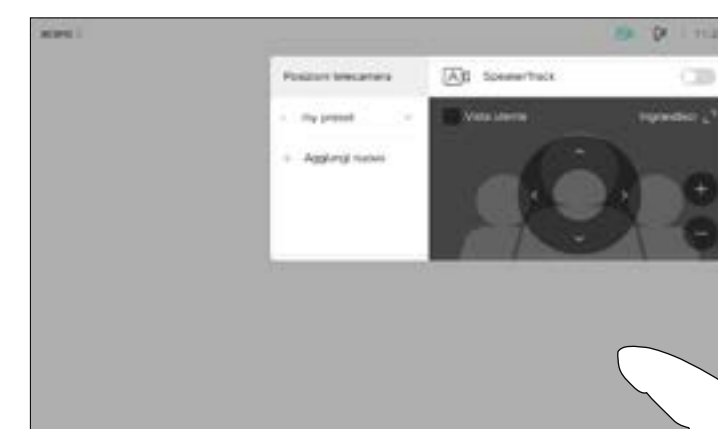 Posizioni telecamera
SpeakerTrack
my preset
Vista utente
Ingrandisci
+ Aggiungi nuovo